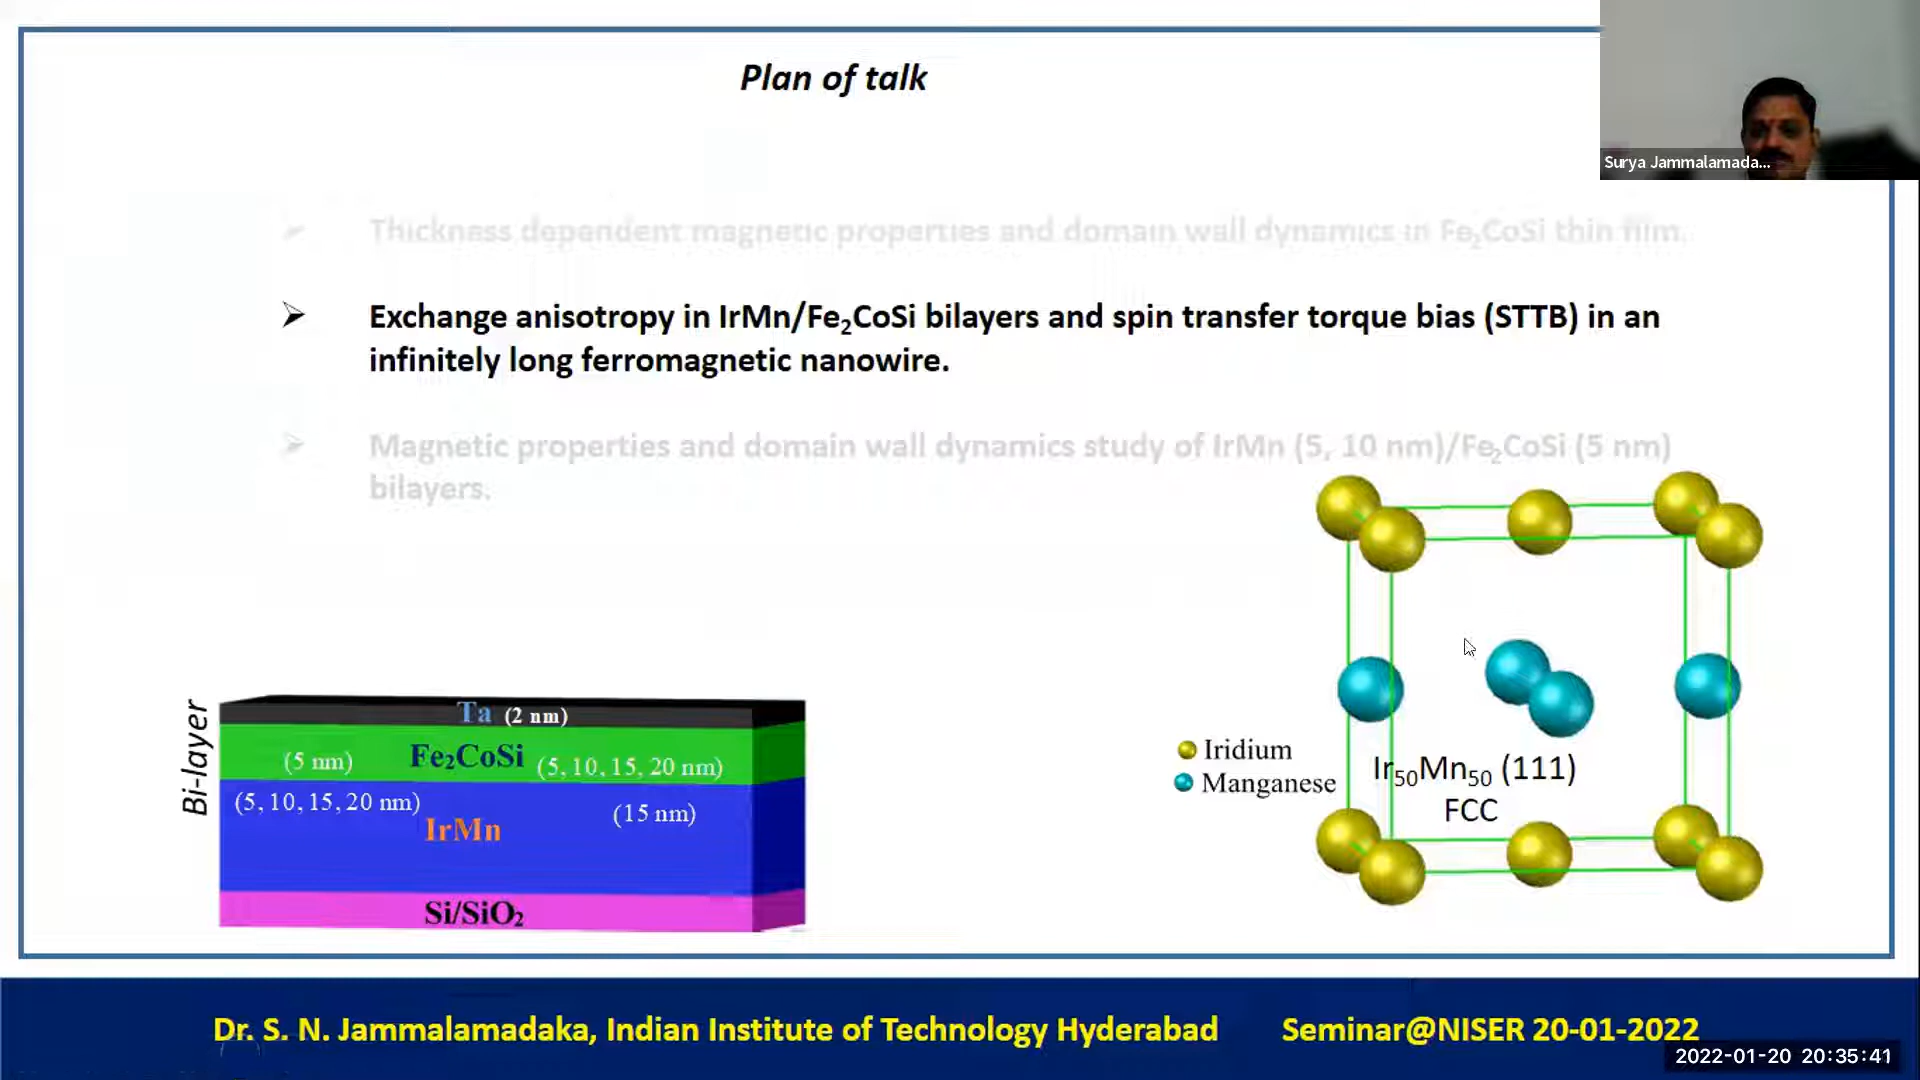 Plan of talk
Surya Jammalamada...
➢ Thickness dependent magnetic properties and domain wall dynamics in Fe₂CoSi thin film.
➢ Exchange anisotropy in IrMn/Fe₂CoSi bilayers and spin transfer torque bias (STTB) in an
infinitely long ferromagnetic nanowire.
➢ Magnetic properties and domain wall dynamics study of IrMn (5, 10 nm)/Fe₂CoSi (5 nm)
bilayers.
Bi-layer
Ta (2 nm)
(5 nm) Fe₂CoSi (5, 10, 15, 20 nm)
(5, 10, 15, 20 nm) IrMn (15 nm)
Si/SiO₂
Iridium
Manganese
Ir₅₀Mn₅₀ (111)
FCC
Dr. S. N. Jammalamadaka, Indian Institute of Technology Hyderabad Seminar@NISER 20-01-2022
2022-01-20 20:35:41